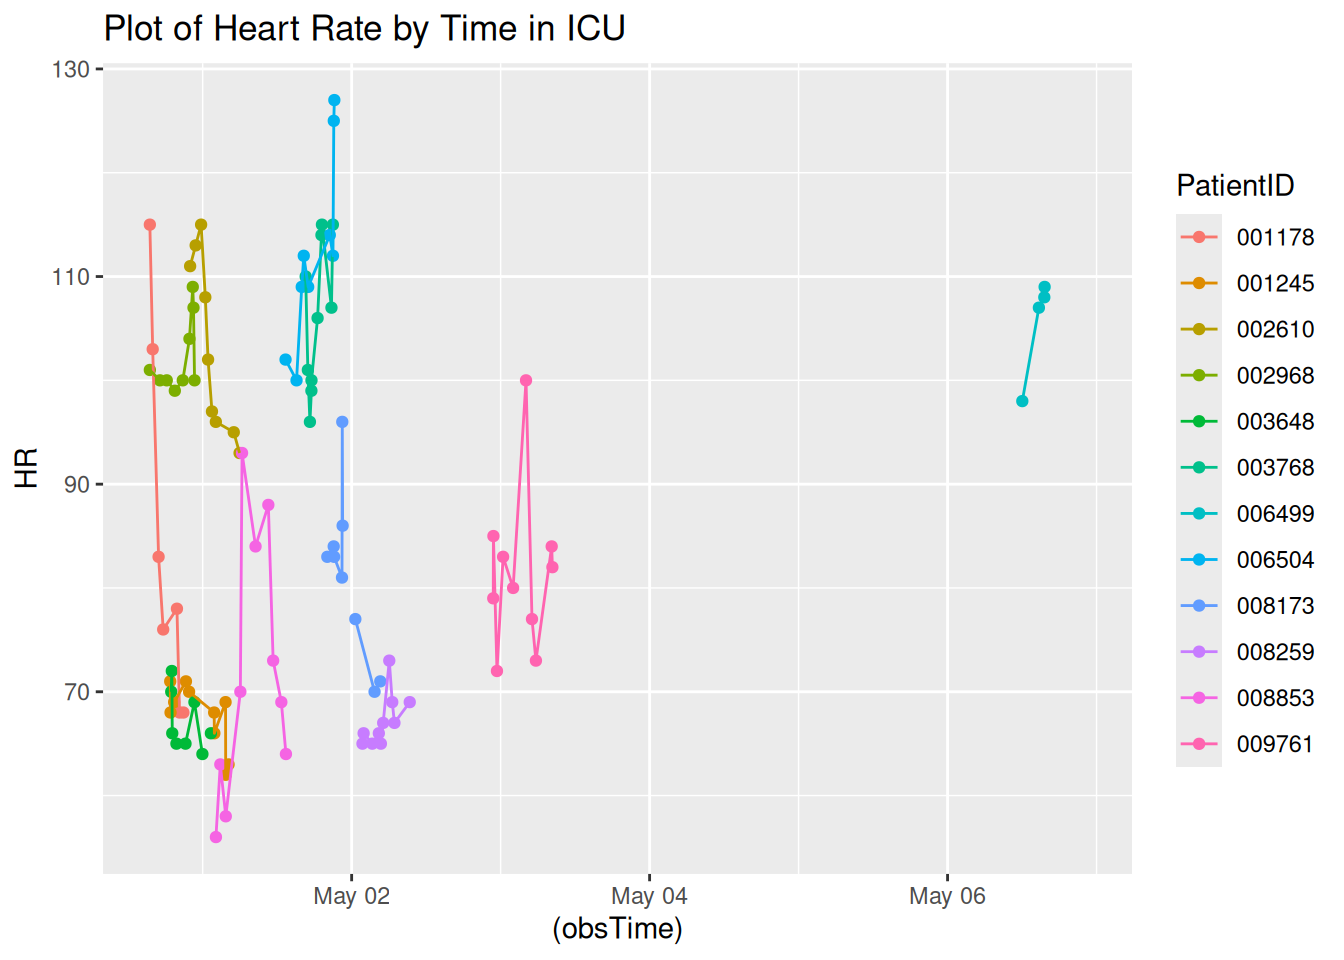 Plot of Heart Rate by Time in ICU
130
110
90
70
HR
May 02
May 04
May 06
(obsTime)
PatientID
001178
001245
002610
002968
003648
003768
006499
006504
008173
008259
008853
009761